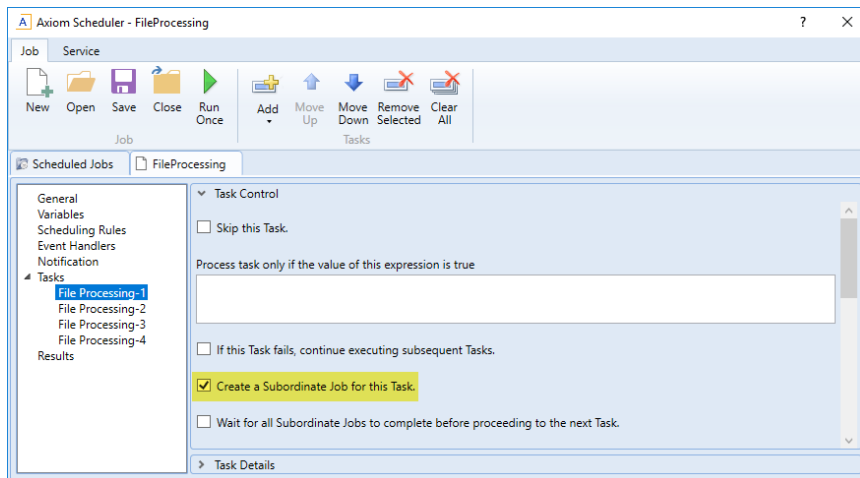 A Axiom Scheduler - FileProcessing ?
Job Service
New Open Save Close Run Once Add Move Up Move Down Remove Selected Clear All
Job Tasks
Scheduled Jobs FileProcessing
General
Variables
Scheduling Rules
Event Handlers
Notification
Tasks
File Processing-1
File Processing-2
File Processing-3
File Processing-4
Results
Task Control
Skip this Task.
Process task only if the value of this expression is true
If this Task fails, continue executing subsequent Tasks.
Create a Subordinate Job for this Task.
Wait for all Subordinate Jobs to complete before proceeding to the next Task.
Task Details